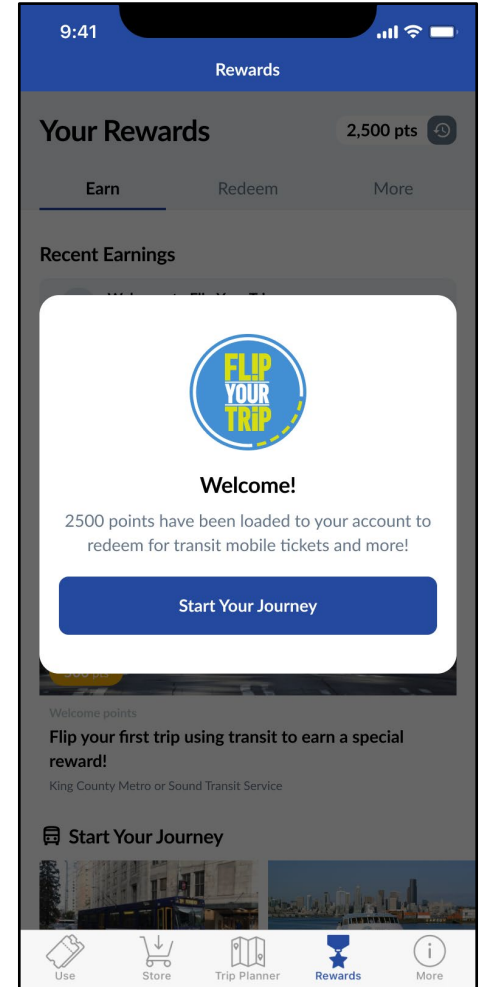 9:41
Rewards
Your Rewards
2,500 pts
Earn
Redeem
More
Recent Earnings
FL!P
YOUR
TRiP
Welcome!
2500 points have been loaded to your account to
redeem for transit mobile tickets and more!
Start Your Journey
500 pts
Welcome points
Flip your first trip using transit to earn a special
reward!
King County Metro or Sound Transit Service
Start Your Journey
Use
Store
Trip Planner
Rewards
More